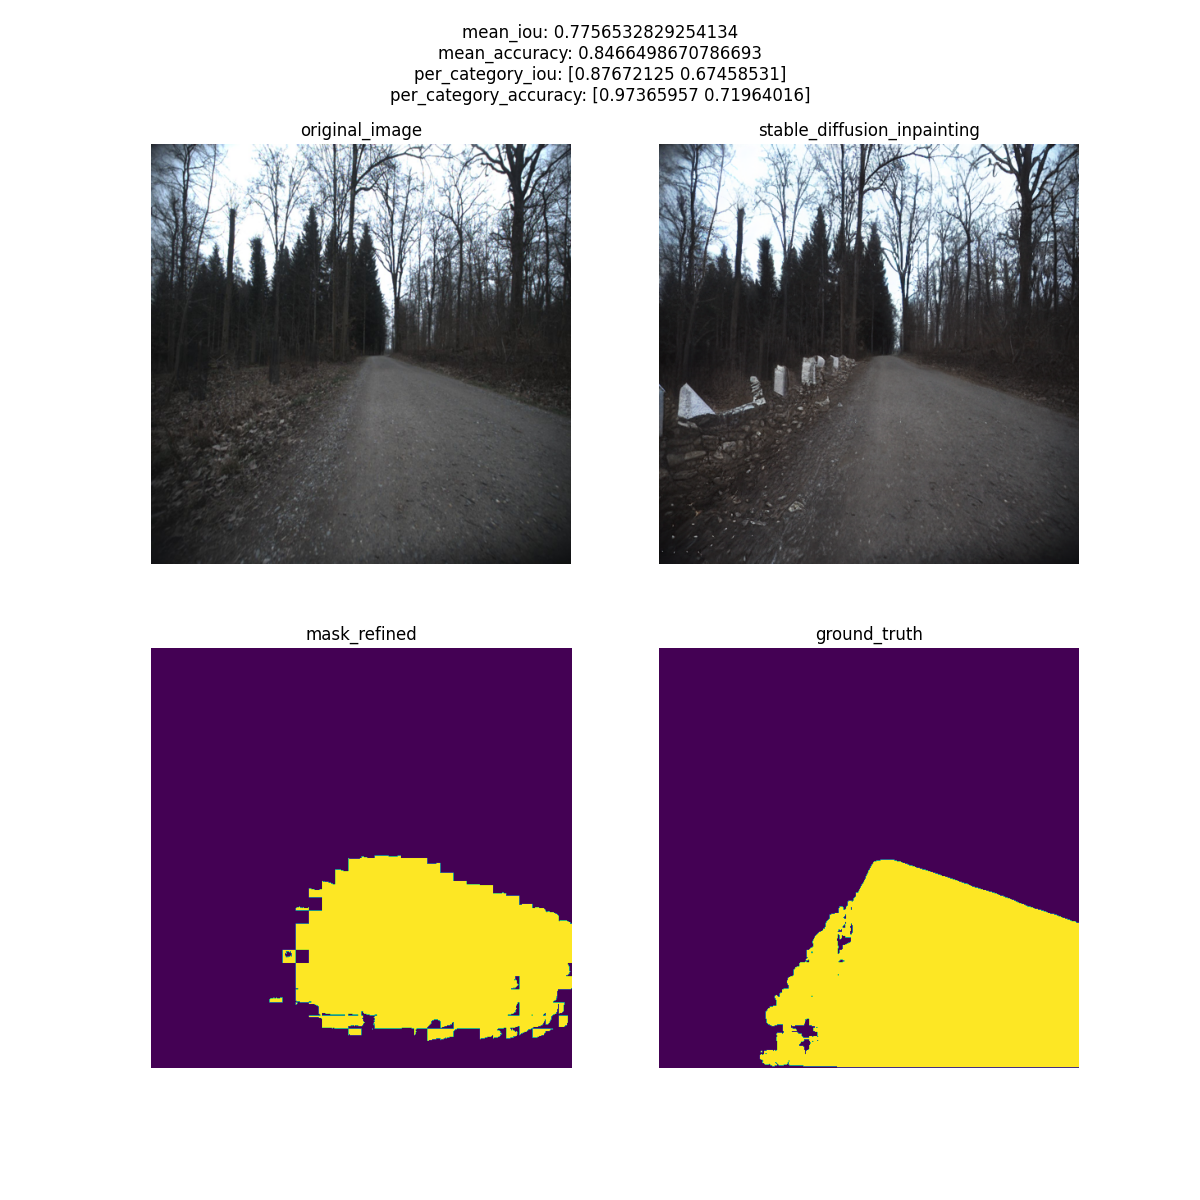 mean_iou: 0.7756532829254134
mean_accuracy: 0.8466498670786693
per_category_iou: [0.87672125 0.67458531]
per_category_accuracy: [0.97365957 0.71964016]
original_image
stable_diffusion_inpainting
mask_refined
ground_truth